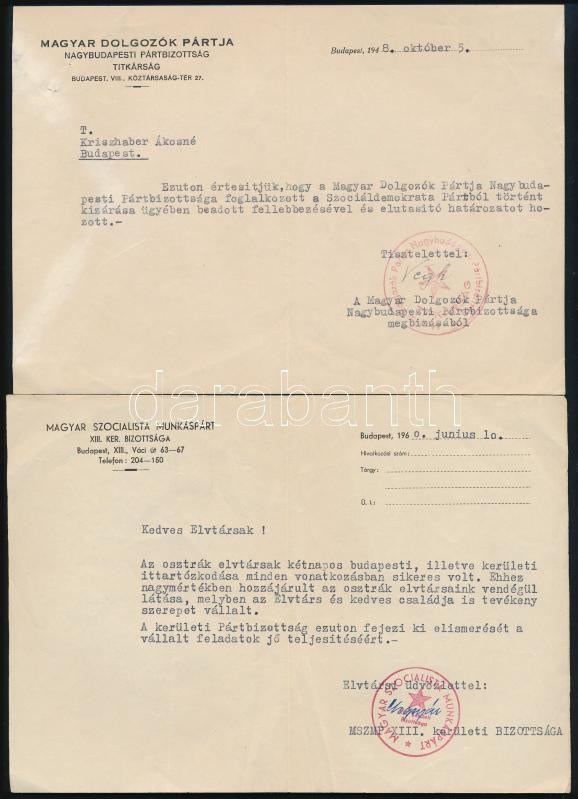 MAGYAR DOLGOZÓK PÁRTJA
NAGYBUDAPESTI PÁRTBIZOTTSÁG
TITKÁRSÁG
BUDAPEST, VIII., KÖZTÁRSASÁG-TÉR 27.
Budapest, 1948. október 5.
T.
Kriszhaber Ákosné
Budapest.
Ezuton értesitjük,hogy a Magyar Dolgozók Pártja Nagybuda-
pesti Pártbizottsága foglalkozott a Szociáldemokrata Pártból történt
kizárása ügyében beadott fellebbezésével és elutasitó határozatot ho-
zott.-
Tisztelettel:
Végh
A Magyar Dolgozók Pártja
Nagybudapesti Pártbizottsága
megbizásából
darabanth
MAGYAR SZOCIALISTA MUNKÁSPÁRT
XIII. KER. BIZOTTSÁGA
Budapest, XIII., Váci út 63—67
Telefon: 204—150
Budapest, 1960. junius lo.
Hivatkozási szám:
Tárgy:
Ü. i.:
Kedves Elvtársak !
Az osztrák elvtársak kétnapos budapesti, illetve kerületi
ittartózkodása minden vonatkozásban sikeres volt. Ehhez
nagymértékben hozzájárult az osztrák elvtársaink vendégül
látása, melyben az Elvtárs és kedves családja is tevékeny
szerepet vállalt.
A kerületi Pártbizottság ezuton fejezi ki elismerését a
vállalt feladatok jó teljesitéséért.-
Elvtársi üdvözlettel:
MAGYAR SZOCIALISTA MUNKÁSPÁRT
MSZMP XIII. kerületi BIZOTTSÁGA